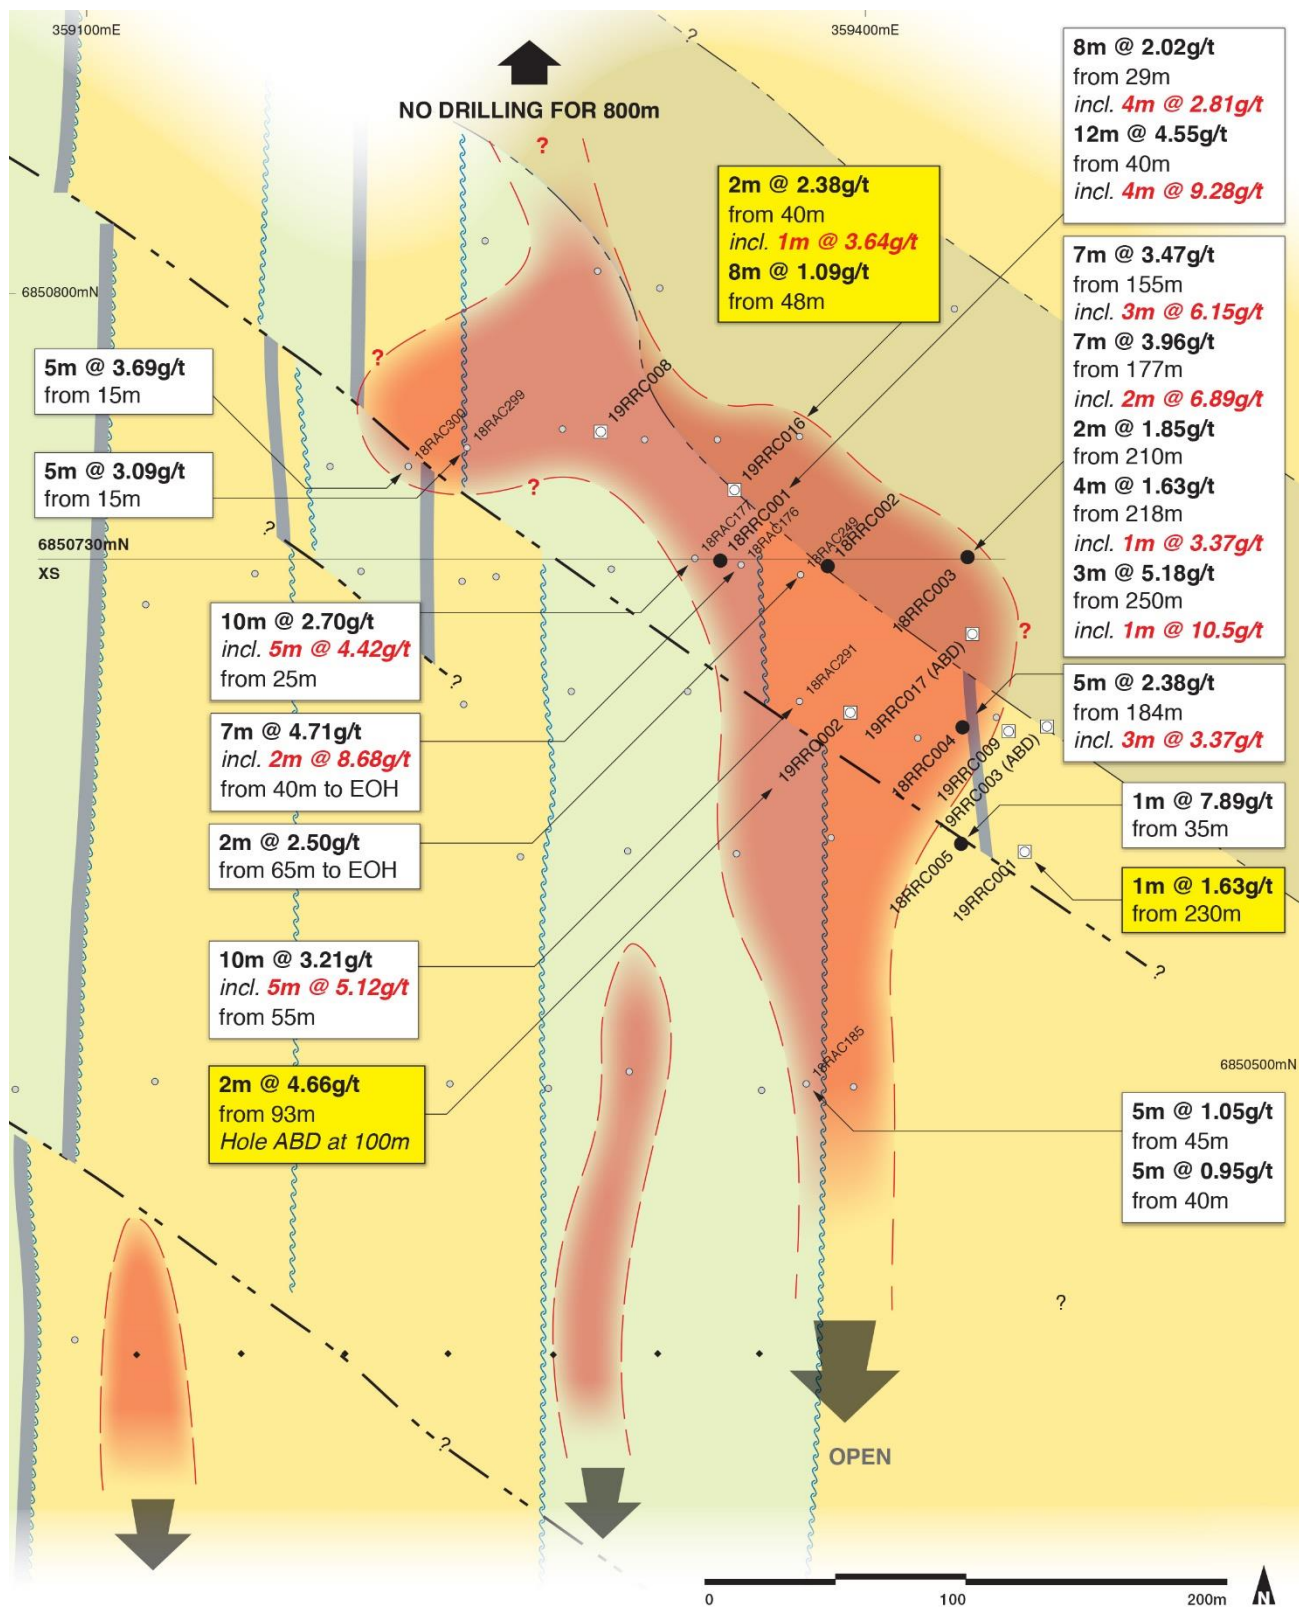 359100mE
359400mE
?
NO DRILLING FOR 800m
?
8m @ 2.02g/t
from 29m
incl. 4m @ 2.81g/t
12m @ 4.55g/t
from 40m
incl. 4m @ 9.28g/t
2m @ 2.38g/t
from 40m
incl. 1m @ 3.64g/t
8m @ 1.09g/t
from 48m
7m @ 3.47g/t
from 155m
incl. 3m @ 6.15g/t
7m @ 3.96g/t
from 177m
incl. 2m @ 6.89g/t
2m @ 1.85g/t
from 210m
4m @ 1.63g/t
from 218m
incl. 1m @ 3.37g/t
3m @ 5.18g/t
from 250m
incl. 1m @ 10.5g/t
6850800mN
?
5m @ 3.69g/t
from 15m
5m @ 3.09g/t
from 15m
18RAC300
18RAC299
19RRC008
19RRC016
?
?
6850730mN
XS
18RAC177
18RRC001
18RAC176
18RAC249
18RRC002
18RRC003
?
10m @ 2.70g/t
incl. 5m @ 4.42g/t
from 25m
?
18RAC291
19RRC002
19RRC017 (ABD)
18RRC004
19RRC009
19RRC003 (ABD)
5m @ 2.38g/t
from 184m
incl. 3m @ 3.37g/t
7m @ 4.71g/t
incl. 2m @ 8.68g/t
from 40m to EOH
1m @ 7.89g/t
from 35m
2m @ 2.50g/t
from 65m to EOH
18RRC005
19RRC001
1m @ 1.63g/t
from 230m
?
10m @ 3.21g/t
incl. 5m @ 5.12g/t
from 55m
2m @ 4.66g/t
from 93m
Hole ABD at 100m
18RAC185
6850500mN
5m @ 1.05g/t
from 45m
5m @ 0.95g/t
from 40m
?
?
OPEN
0
100
200m
N